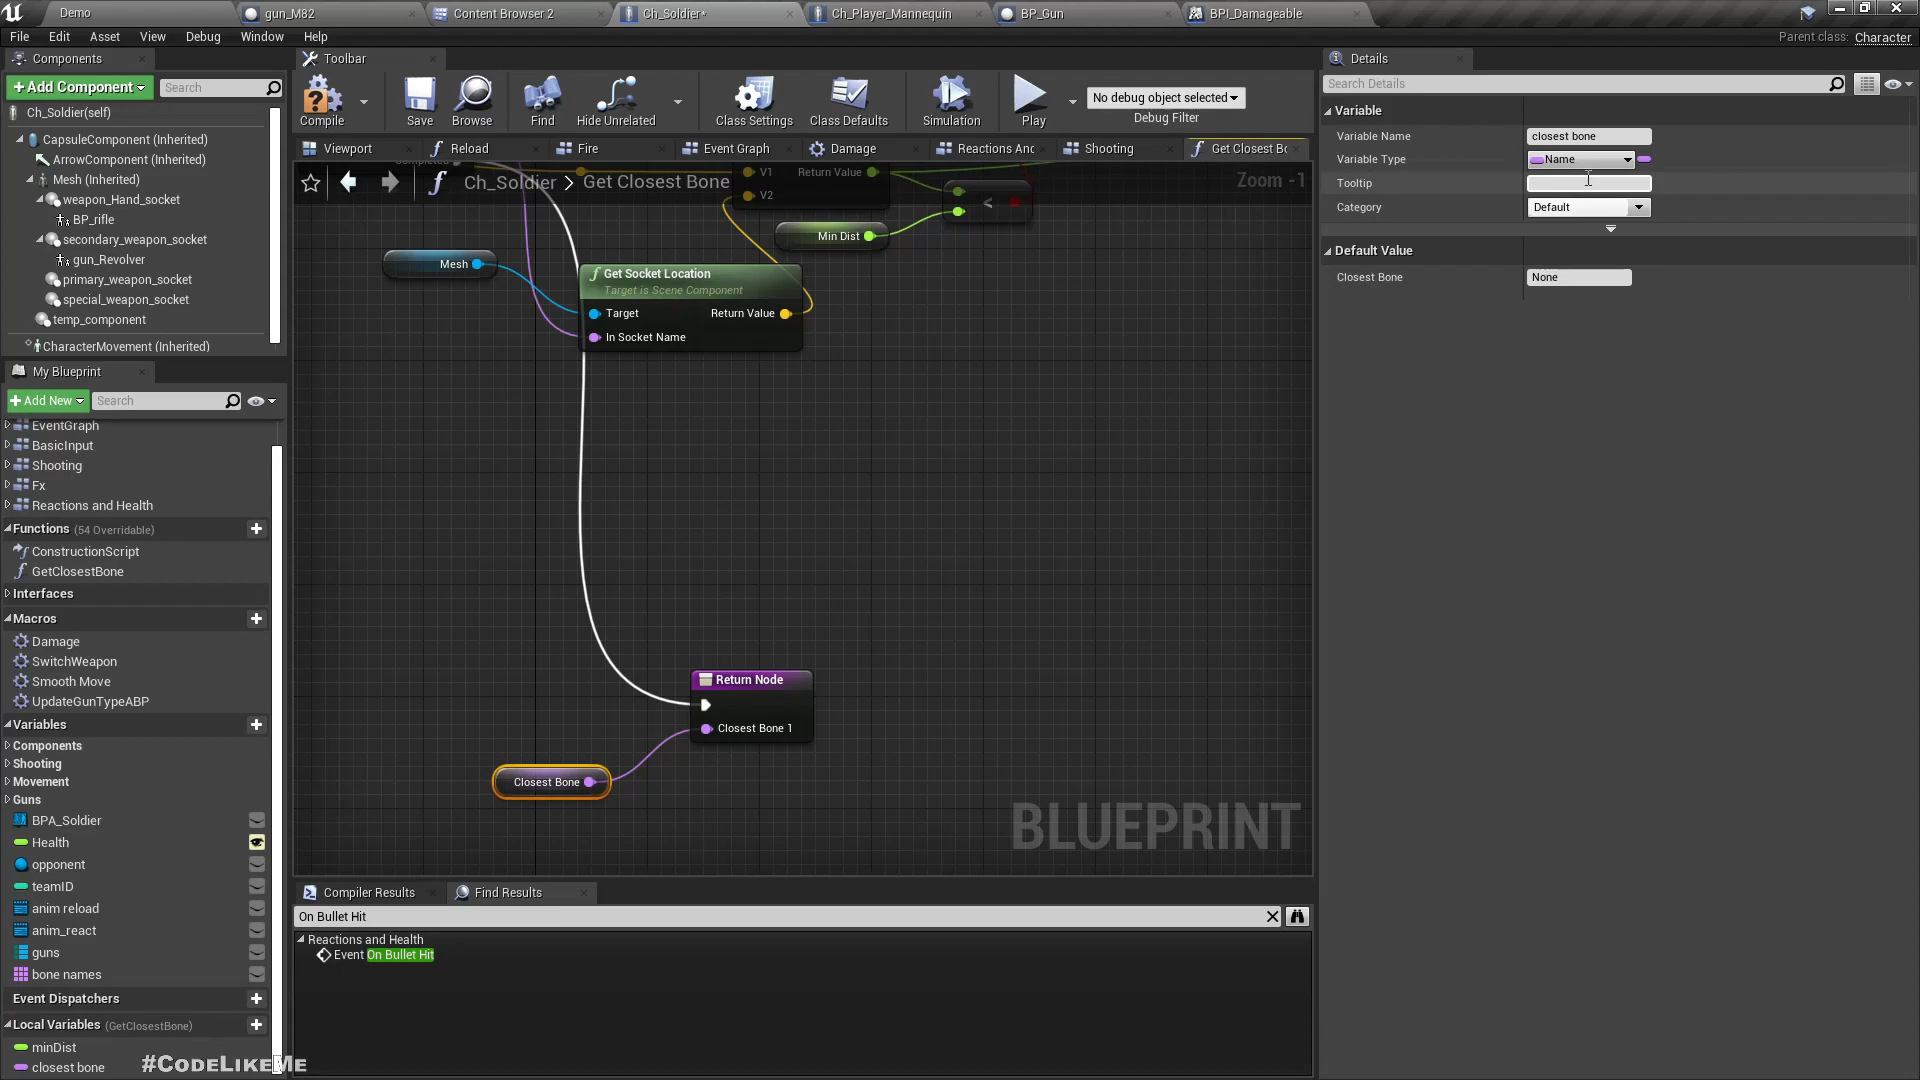 Demo
gun_M82
Content Browser 2
Ch_Soldier*
Ch_Player_Mannequin
BP_Gun
BPI_Damageable
File Edit Asset View Debug Window Help
Parent class: Character
Components
Toolbar
Details
+ Add Component
Search
Compile
Save
Browse
Find
Hide Unrelated
Class Settings
Class Defaults
Simulation
Play
No debug object selected
Debug Filter
Search Details
Ch_Soldier(self)
CapsuleComponent (Inherited)
ArrowComponent (Inherited)
Mesh (Inherited)
weapon_Hand_socket
BP_rifle
secondary_weapon_socket
gun_Revolver
primary_weapon_socket
special_weapon_socket
temp_component
CharacterMovement (Inherited)
Viewport
Reload
Fire
Event Graph
Damage
Reactions Anc
Shooting
Get Closest Bo
Ch_Soldier > Get Closest Bone
Zoom -1
V1
Return Value
V2
<
Min Dist
Mesh
Get Socket Location
Target is Scene Component
Target
Return Value
In Socket Name
Return Node
Closest Bone 1
Closest Bone
BLUEPRINT
Variable
Variable Name
closest bone
Variable Type
Name
Tooltip
Category
Default
Default Value
Closest Bone
None
My Blueprint
+ Add New
Search
EventGraph
BasicInput
Shooting
Fx
Reactions and Health
Functions (54 Overridable)
ConstructionScript
GetClosestBone
Interfaces
Macros
Damage
SwitchWeapon
Smooth Move
UpdateGunTypeABP
Variables
Components
Shooting
Movement
Guns
BPA_Soldier
Health
opponent
teamID
anim reload
anim_react
guns
bone names
Event Dispatchers
Local Variables (GetClosestBone)
minDist
closest bone
Compiler Results
Find Results
On Bullet Hit
Reactions and Health
Event On Bullet Hit
#CodeLikeMe